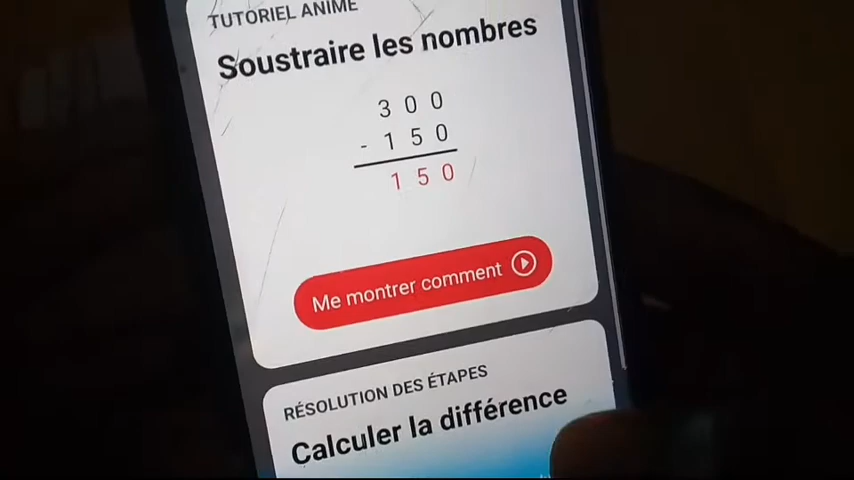 TUTORIEL ANIMÉ
Soustraire les nombres
3 0 0
- 1 5 0
1 5 0
Me montrer comment
RÉSOLUTION DES ÉTAPES
Calculer la différence